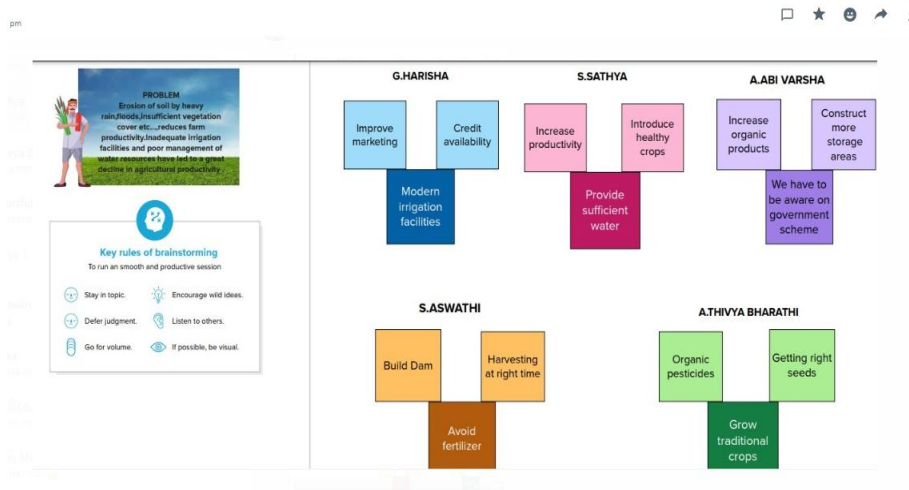 pm
PROBLEM
Erosion of soil by heavy
rain,floods,Insufficient vegetation
cover etc..,reduces farm
productivity.Inadequate irrigation
facilities and poor management of
water resources have led to a great
decline in agricultural productivity .
Key rules of brainstorming
To run an smooth and productive session
Stay in topic.
Encourage wild ideas.
Defer judgment.
Listen to others.
Go for volume.
If possible, be visual.
G.HARISHA
Improve
marketing
Credit
availability
Modern
irrigation
facilities
S.SATHYA
Increase
productivity
Introduce
healthy
crops
Provide
sufficient
water
A.ABI VARSHA
Increase
organic
products
Construct
more
storage
areas
We have to
be aware on
government
scheme
S.ASWATHI
Build Dam
Harvesting
at right time
Avoid
fertilizer
A.THIVYA BHARATHI
Organic
pesticides
Getting right
seeds
Grow
traditional
crops